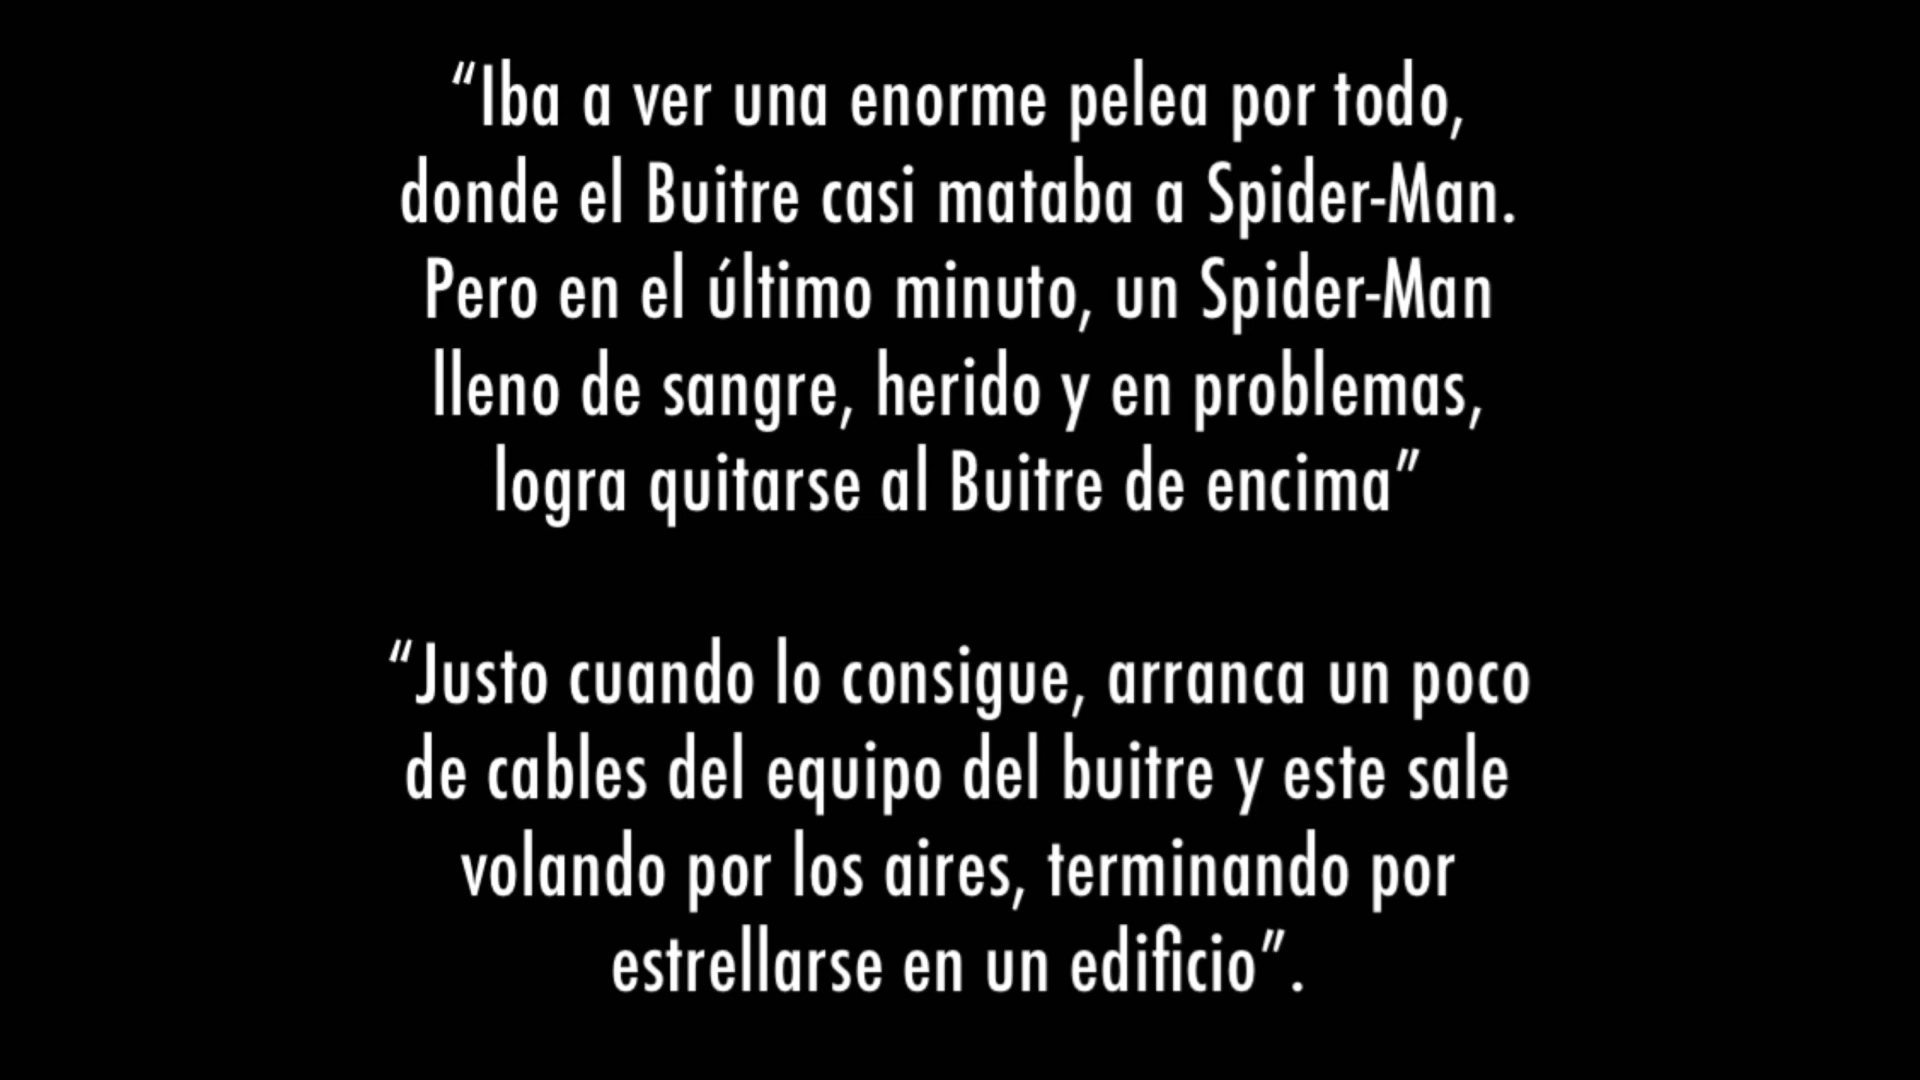 “Iba a ver una enorme pelea por todo,
donde el Buitre casi mataba a Spider-Man.
Pero en el último minuto, un Spider-Man
lleno de sangre, herido y en problemas,
logra quitarse al Buitre de encima”
“Justo cuando lo consigue, arranca un poco
de cables del equipo del buitre y este sale
volando por los aires, terminando por
estrellarse en un edificio”.